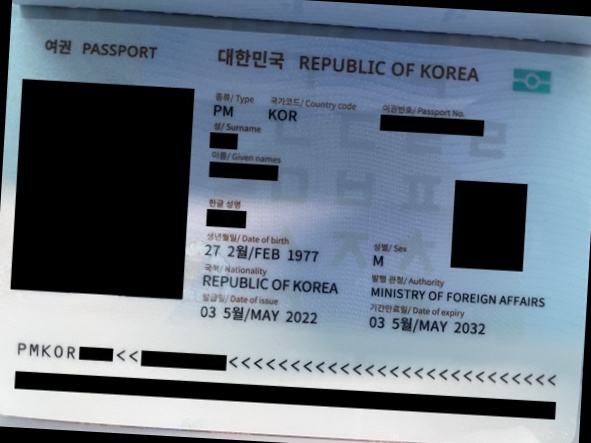 여권 PASSPORT 대한민국 REPUBLIC OF KOREA
종류/ Type 국가코드/ Country code 여권번호/ Passport No.
PM KOR
성/ Surname
이름/ Given names
한글 성명
생년월일/ Date of birth 성별/ Sex
27 2월/FEB 1977 M
국적/ Nationality 발행 관청/ Authority
REPUBLIC OF KOREA MINISTRY OF FOREIGN AFFAIRS
발급일/ Date of issue 기간만료일/ Date of expiry
03 5월/MAY 2022 03 5월/MAY 2032
PMKOR << <<<<<<<<<<<<<<<<<<<<<<<<<<<<